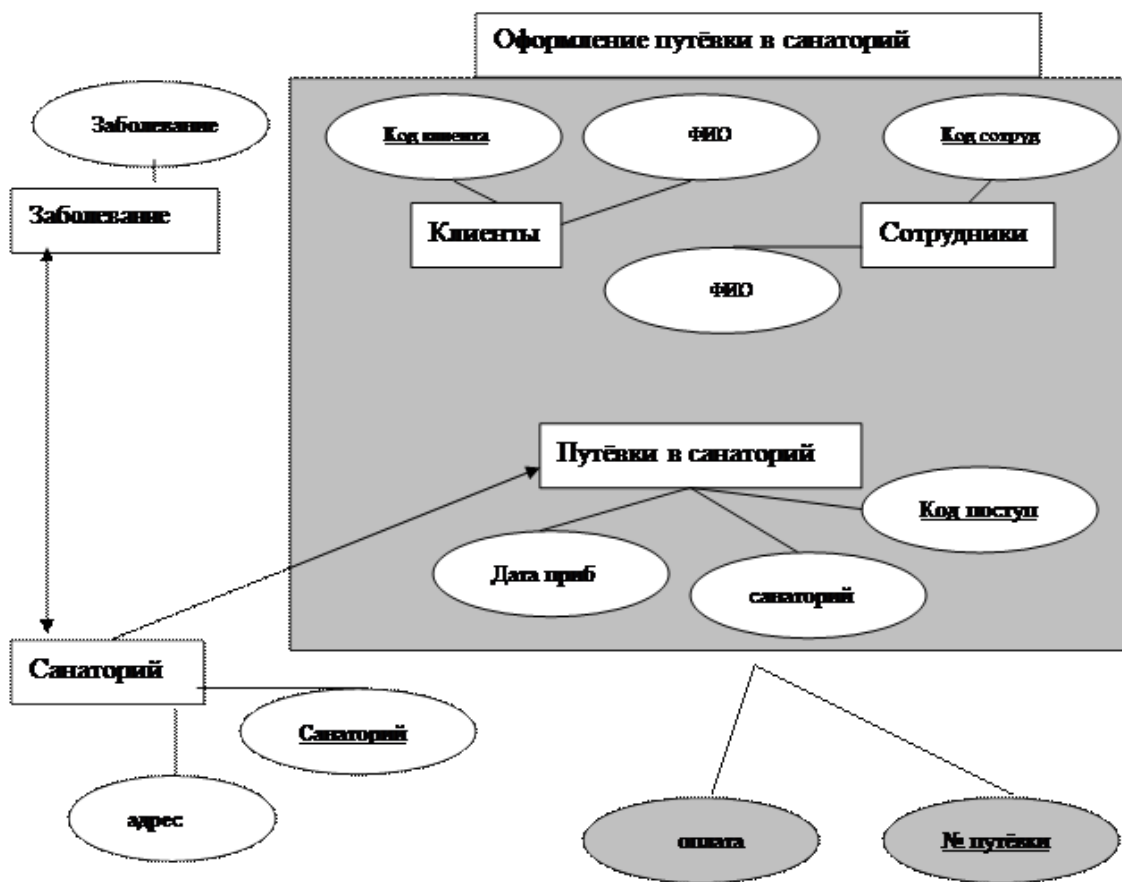 Оформление путёвки в санаторий
Заболевание
Код клиента
ФИО
Код сотруд
Заболевание
Клиенты
Сотрудники
ФИО
Путёвки в санаторий
Код поступ
Дата приб
санаторий
Санаторий
Санаторий
адрес
оплата
№ путёвки